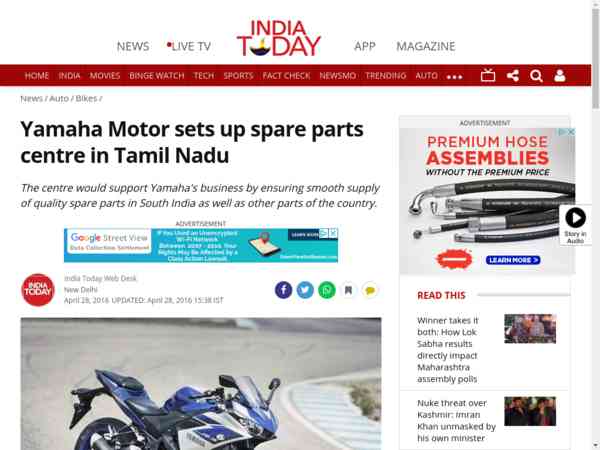 INDIA
TODAY
NEWS
LIVE TV
APP
MAGAZINE
HOME INDIA MOVIES BINGE WATCH TECH SPORTS FACT CHECK NEWSMO TRENDING AUTO
News / Auto / Bikes /
Yamaha Motor sets up spare parts
centre in Tamil Nadu
The centre would support Yamaha's business by ensuring smooth supply
of quality spare parts in South India as well as other parts of the country.
ADVERTISEMENT
Google Street View
Data Collection Settlement
If You Used an Unencrypted
Wi-Fi Network
Between 2007 - 2010, Your
Rights May Be Affected by a
Class Action Lawsuit.
LEARN MORE
INDIA
TODAY
India Today Web Desk
New Delhi
April 28, 2016 UPDATED: April 28, 2016 15:38 IST
YAMAHA
ADVERTISEMENT
PREMIUM HOSE
ASSEMBLIES
WITHOUT THE PREMIUM PRICE
LEARN MORE
Story in
Audio
READ THIS
Winner takes it
both: How Lok
Sabha results
directly impact
Maharashtra
assembly polls
Nuke threat over
Kashmir: Imran
Khan unmasked by
his own minister